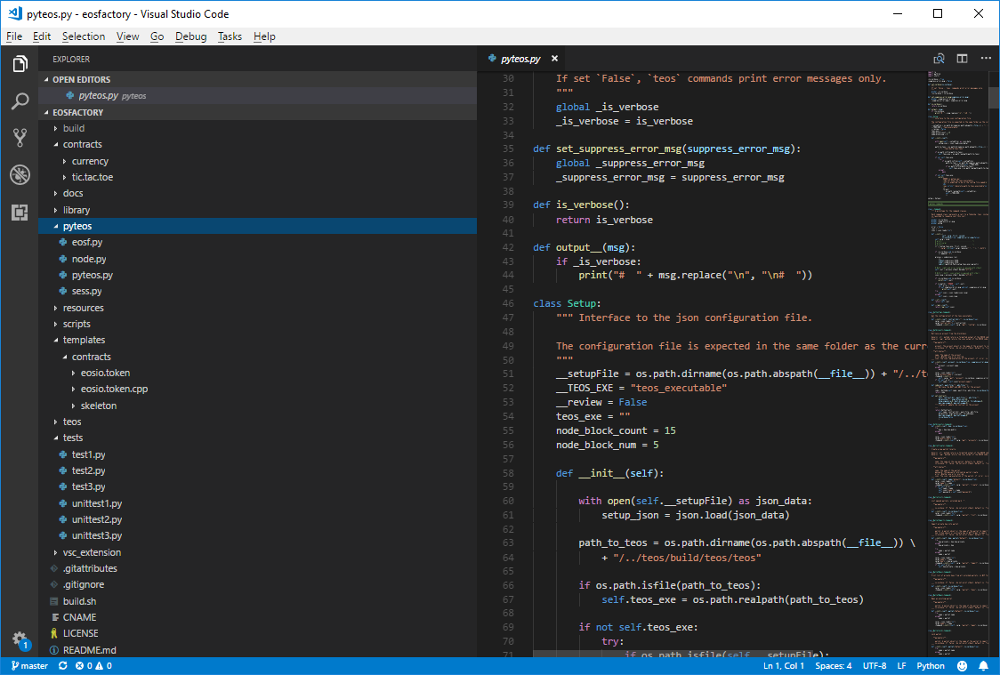 pyteos.py - eosfactory - Visual Studio Code
File Edit Selection View Go Debug Tasks Help
EXPLORER
OPEN EDITORS
pyteos.py pyteos
EOSFACTORY
build
contracts
currency
tic.tac.toe
docs
library
pyteos
eosf.py
node.py
pyteos.py
sess.py
resources
scripts
templates
contracts
eosio.token
eosio.token.cpp
skeleton
teos
tests
test1.py
test2.py
test3.py
unittest1.py
unittest2.py
unittest3.py
vsc_extension
.gitattributes
.gitignore
build.sh
CNAME
LICENSE
README.md
1
pyteos.py
30 If set `False`, `teos` commands print error messages only.
31 """
32 global _is_verbose
33 _is_verbose = is_verbose
34
35 def set_suppress_error_msg(suppress_error_msg):
36 global _suppress_error_msg
37 _suppress_error_msg = suppress_error_msg
38
39 def is_verbose():
40 return is_verbose
41
42 def output__(msg):
43 if _is_verbose:
44 print("#  " + msg.replace("\n", "\n#  "))
45
46 class Setup:
47 """ Interface to the json configuration file.
48
49 The configuration file is expected in the same folder as the curr
50 """
51 __setupFile = os.path.dirname(os.path.abspath(__file__)) + "/../t
52 __TEOS_EXE = "teos_executable"
53 __review = False
54 teos_exe = ""
55 node_block_count = 15
56 node_block_num = 5
57
58 def __init__(self):
59
60 with open(self.__setupFile) as json_data:
61 setup_json = json.load(json_data)
62
63 path_to_teos = os.path.dirname(os.path.abspath(__file__)) \
64 + "/../teos/build/teos/teos"
65
66 if os.path.isfile(path_to_teos):
67 self.teos_exe = os.path.realpath(path_to_teos)
68
69 if not self.teos_exe:
70 try:
71 if os.path.isfile(self.__setupFile):
master 0 0 Ln 1, Col 1 Spaces: 4 UTF-8 LF Python